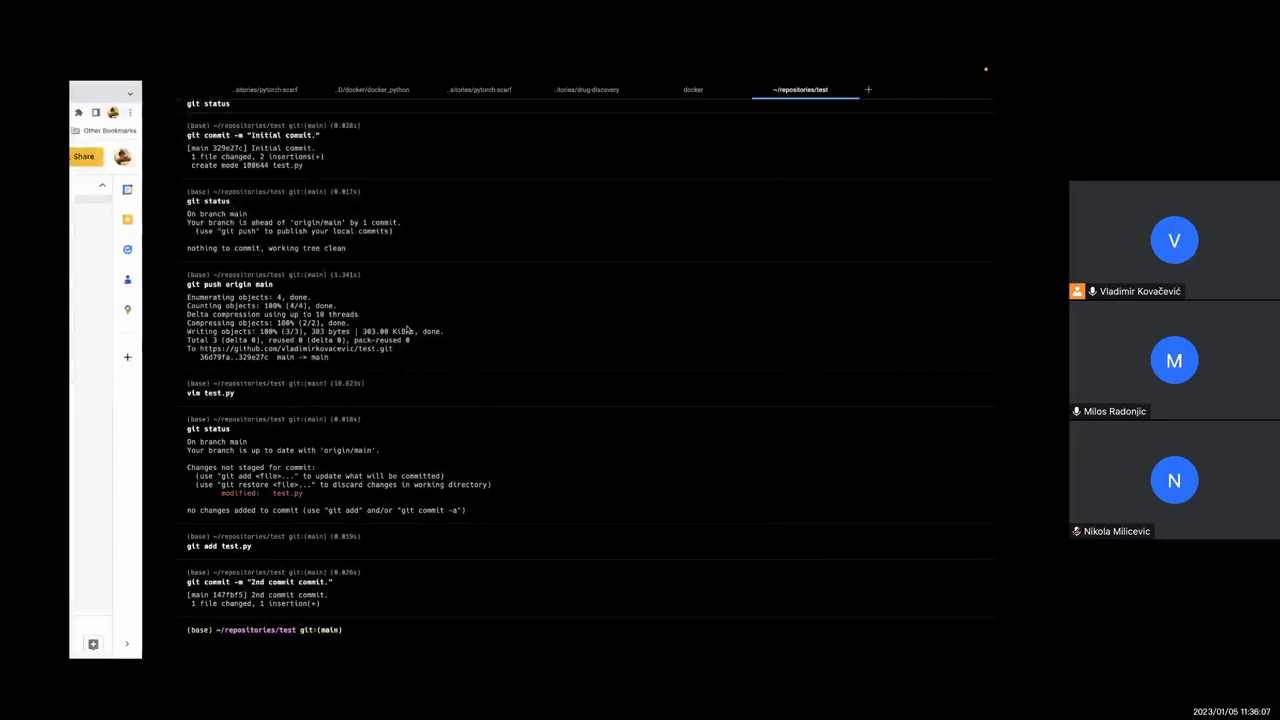 ..sitories/pytorch-scarf
..D/docker/docker_python
..sitories/pytorch-scarf
..itories/drug-discovery
docker
~/repositories/test
git status
(base) ~/repositories/test git:(main) (0.028s)
git commit -m "Initial commit."
[main 329e27c] Initial commit.
1 file changed, 2 insertions(+)
create mode 100644 test.py
(base) ~/repositories/test git:(main) (0.017s)
git status
On branch main
Your branch is ahead of 'origin/main' by 1 commit.
(use "git push" to publish your local commits)
nothing to commit, working tree clean
(base) ~/repositories/test git:(main) (1.341s)
git push origin main
Enumerating objects: 4, done.
Counting objects: 100% (4/4), done.
Delta compression using up to 10 threads
Compressing objects: 100% (2/2), done.
Writing objects: 100% (3/3), 303 bytes | 303.00 KiB/s, done.
Total 3 (delta 0), reused 0 (delta 0), pack-reused 0
To https://github.com/vladimirkovacevic/test.git
36d79fa..329e27c main -> main
(base) ~/repositories/test git:(main) (10.623s)
vim test.py
(base) ~/repositories/test git:(main) (0.018s)
git status
On branch main
Your branch is up to date with 'origin/main'.
Changes not staged for commit:
(use "git add <file>..." to update what will be committed)
(use "git restore <file>..." to discard changes in working directory)
modified: test.py
no changes added to commit (use "git add" and/or "git commit -a")
(base) ~/repositories/test git:(main) (0.019s)
git add test.py
(base) ~/repositories/test git:(main) (0.026s)
git commit -m "2nd commit commit."
[main 147fbf5] 2nd commit commit.
1 file changed, 1 insertion(+)
(base) ~/repositories/test git:(main)
Other Bookmarks
Share
V
Vladimir Kovačević
M
Milos Radonjic
N
Nikola Milicevic
2023/01/05 11:36:07